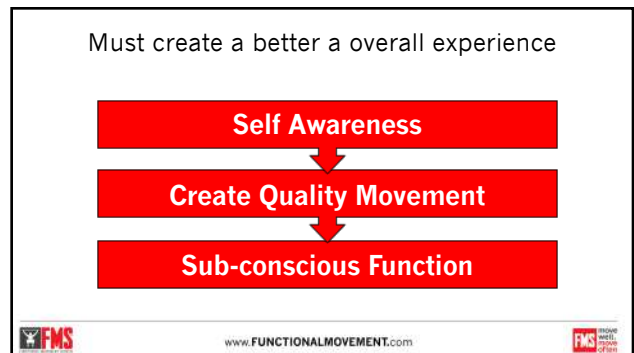 Must create a better a overall experience
Self Awareness
Create Quality Movement
Sub-conscious Function
FMS
www.FUNCTIONALMOVEMENT.com
FMS
move
well.
move
often